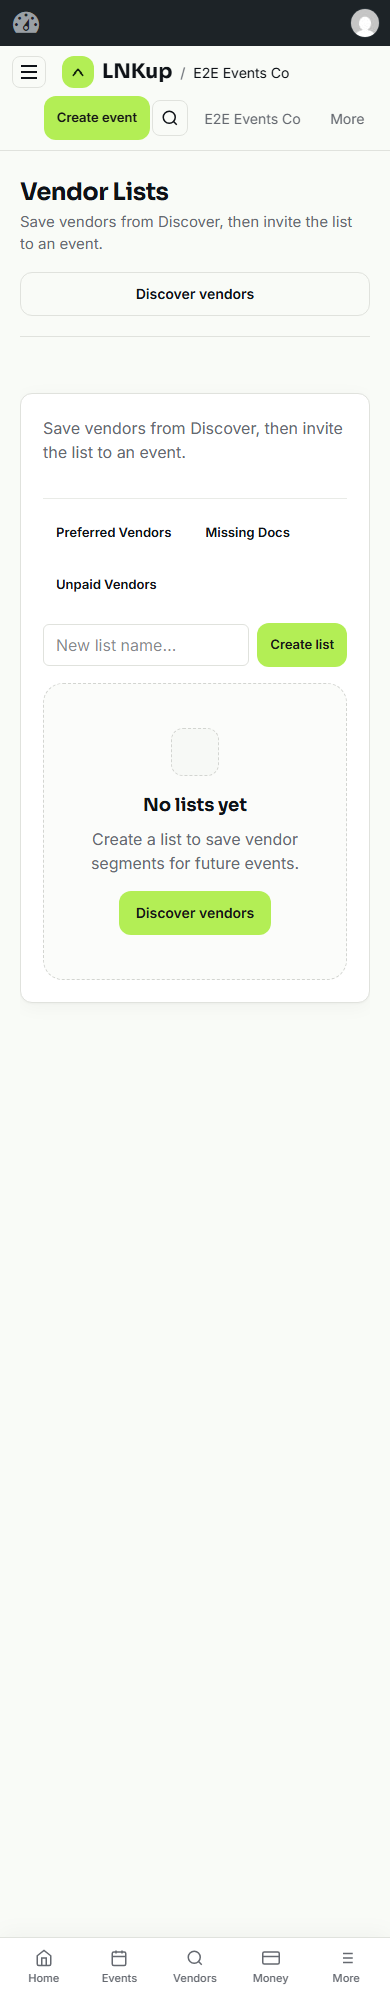 LNKup / E2E Events Co
Create event E2E Events Co More
Vendor Lists
Save vendors from Discover, then invite the list
to an event.
Discover vendors
Save vendors from Discover, then invite
the list to an event.
Preferred Vendors Missing Docs
Unpaid Vendors
New list name... Create list
No lists yet
Create a list to save vendor
segments for future events.
Discover vendors
Home Events Vendors Money More